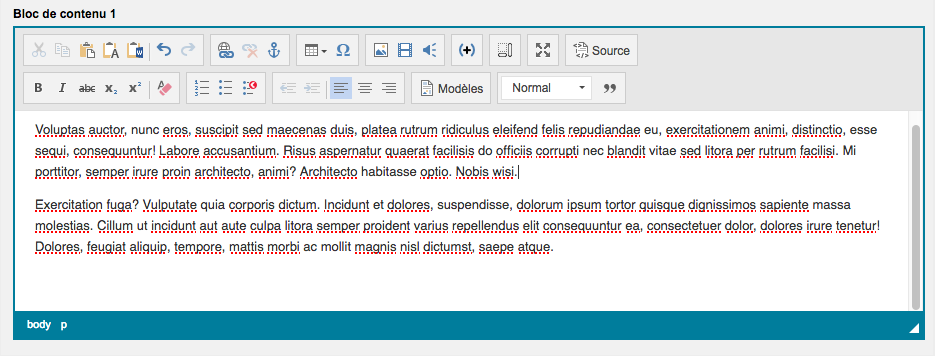 Bloc de contenu 1
Source
B I abc x₂ x² Modèles Normal
Voluptas auctor, nunc eros, suscipit sed maecenas duis, platea rutrum ridiculus eleifend felis repudiandae eu, exercitationem animi, distinctio, esse
sequi, consequuntur! Labore accusantium. Risus aspernatur quaerat facilisis do officiis corrupti nec blandit vitae sed litora per rutrum facilisi. Mi
porttitor, semper irure proin architecto, animi? Architecto habitasse optio. Nobis wisi.
Exercitation fuga? Vulputate quia corporis dictum. Incidunt et dolores, suspendisse, dolorum ipsum tortor quisque dignissimos sapiente massa
molestias. Cillum ut incidunt aut aute culpa litora semper proident varius repellendus elit consequuntur ea, consectetuer dolor, dolores irure tenetur!
Dolores, feugiat aliquip, tempore, mattis morbi ac mollit magnis nisl dictumst, saepe atque.
body p